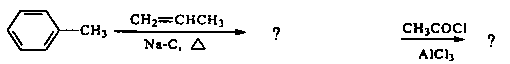 CH₃ CH₂=CHCH₃ Na-C, △ ? CH₃COCl AlCl₃ ?